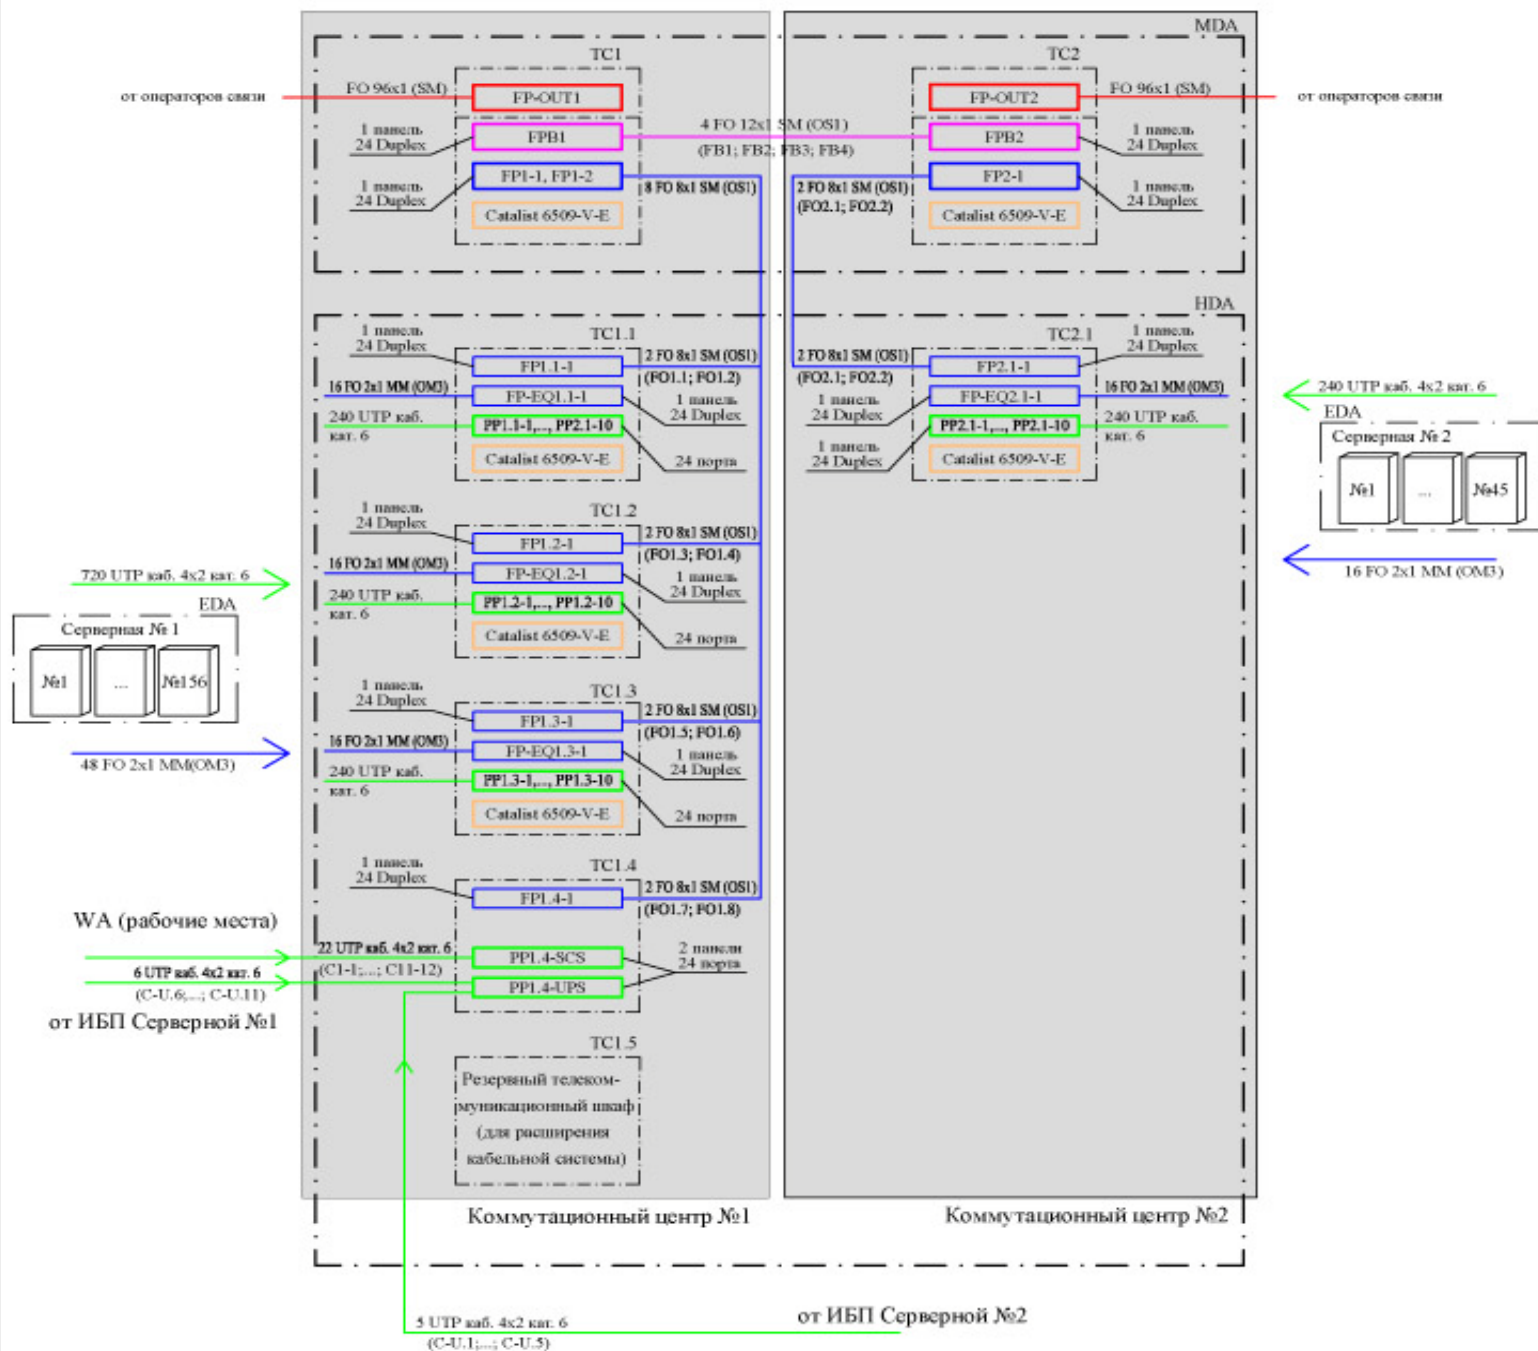 MDA
TC1
TC2
от операторов связи
FO 96x1 (SM)
FP-OUT1
FP-OUT2
FO 96x1 (SM)
от операторов связи
1 панель
24 Duplex
FPB1
4 FO 12x1 SM (OS1)
(FB1; FB2; FB3; FB4)
FPB2
1 панель
24 Duplex
1 панель
24 Duplex
FP1-1, FP1-2
8 FO 8x1 SM (OS1)
2 FO 8x1 SM (OS1)
(FO2.1; FO2.2)
FP2-1
1 панель
24 Duplex
Catalist 6509-V-E
Catalist 6509-V-E
HDA
TC1.1
1 панель
24 Duplex
FP1.1-1
2 FO 8x1 SM (OS1)
(FO1.1; FO1.2)
16 FO 2x1 MM (OM3)
FP-EQ1.1-1
1 панель
24 Duplex
240 UTP каб.
кат. 6
PP1.1-1,..., PP2.1-10
Catalist 6509-V-E
24 порта
TC2.1
1 панель
24 Duplex
2 FO 8x1 SM (OS1)
(FO2.1; FO2.2)
FP2.1-1
1 панель
24 Duplex
FP-EQ2.1-1
16 FO 2x1 MM (OM3)
PP2.1-1,..., PP2.1-10
240 UTP каб.
кат. 6
1 панель
24 Duplex
Catalist 6509-V-E
240 UTP каб. 4x2 кат. 6
EDA
Серверная № 2
№1
...
№45
16 FO 2x1 MM (OM3)
TC1.2
1 панель
24 Duplex
FP1.2-1
2 FO 8x1 SM (OS1)
(FO1.3; FO1.4)
16 FO 2x1 MM (OM3)
FP-EQ1.2-1
1 панель
24 Duplex
240 UTP каб.
кат. 6
PP1.2-1,..., PP1.2-10
Catalist 6509-V-E
24 порта
720 UTP каб. 4x2 кат. 6
EDA
Серверная № 1
№1
...
№156
48 FO 2x1 MM(OM3)
TC1.3
1 панель
24 Duplex
FP1.3-1
2 FO 8x1 SM (OS1)
(FO1.5; FO1.6)
16 FO 2x1 MM (OM3)
FP-EQ1.3-1
1 панель
24 Duplex
240 UTP каб.
кат. 6
PP1.3-1,..., PP1.3-10
Catalist 6509-V-E
24 порта
TC1.4
1 панель
24 Duplex
FP1.4-1
2 FO 8x1 SM (OS1)
(FO1.7; FO1.8)
WA (рабочие места)
22 UTP каб. 4x2 кат. 6
(C1-1;...; C11-12)
PP1.4-SCS
2 панели
24 порта
6 UTP каб. 4x2 кат. 6
(C-U.6;...; C-U.11)
PP1.4-UPS
от ИБП Серверной №1
TC1.5
Резервный телеком-
муникационный шкаф
(для расширения
кабельной системы)
Коммутационный центр №1
Коммутационный центр №2
5 UTP каб. 4x2 кат. 6
(C-U.1;...; C-U.5)
от ИБП Серверной №2